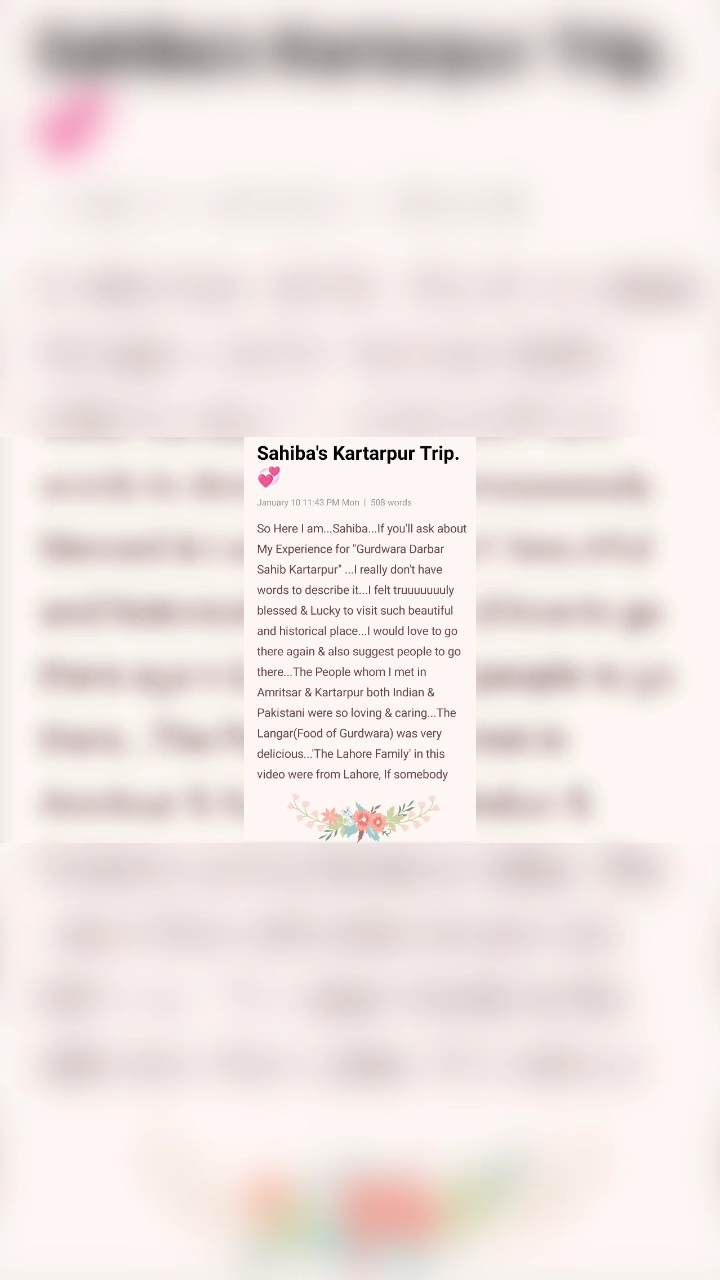 Sahiba's Kartarpur Trip.
💞
January 10 11:43 PM Mon | 508 words
So Here I am...Sahiba...If you'll ask about
My Experience for "Gurdwara Darbar
Sahib Kartarpur" ...I really don't have
words to describe it...I felt truuuuuuuly
blessed & Lucky to visit such beautiful
and historical place...I would love to go
there again & also suggest people to go
there...The People whom I met in
Amritsar & Kartarpur both Indian &
Pakistani were so loving & caring...The
Langar(Food of Gurdwara) was very
delicious...'The Lahore Family' in this
video were from Lahore, If somebody